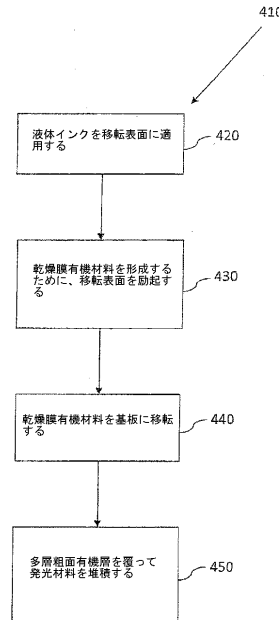 410
液体インクを移転表面に適
用する
420
乾燥膜有機材料を形成する
ために、移転表面を励起す
る
430
乾燥膜有機材料を基板に移転
する
440
多層粗面有機層を覆って
発光材料を堆積する
450